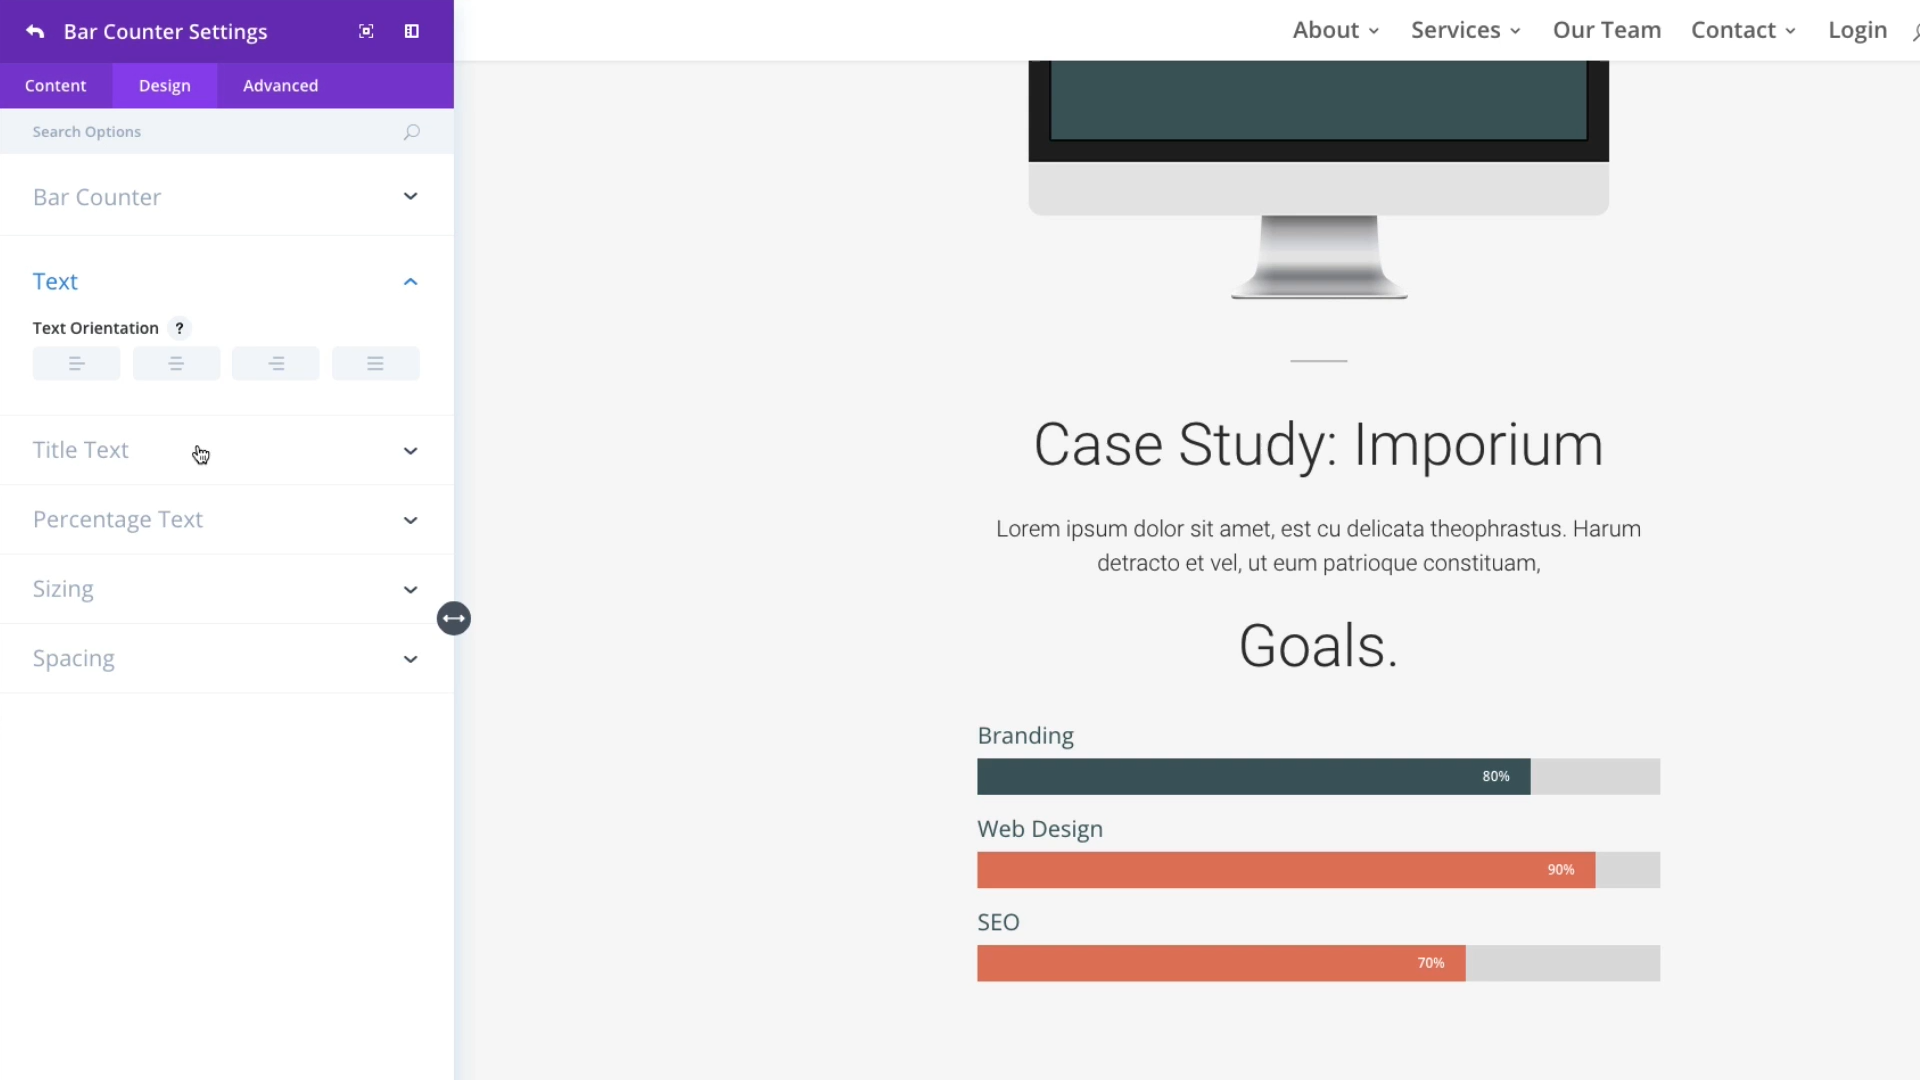 Bar Counter Settings
Content Design Advanced
Search Options
Bar Counter
Text
Text Orientation ?
Title Text
Percentage Text
Sizing
Spacing
About Services Our Team Contact Login
Case Study: Imporium
Lorem ipsum dolor sit amet, est cu delicata theophrastus. Harum
detracto et vel, ut eum patrioque constituam,
Goals.
Branding
80%
Web Design
90%
SEO
70%